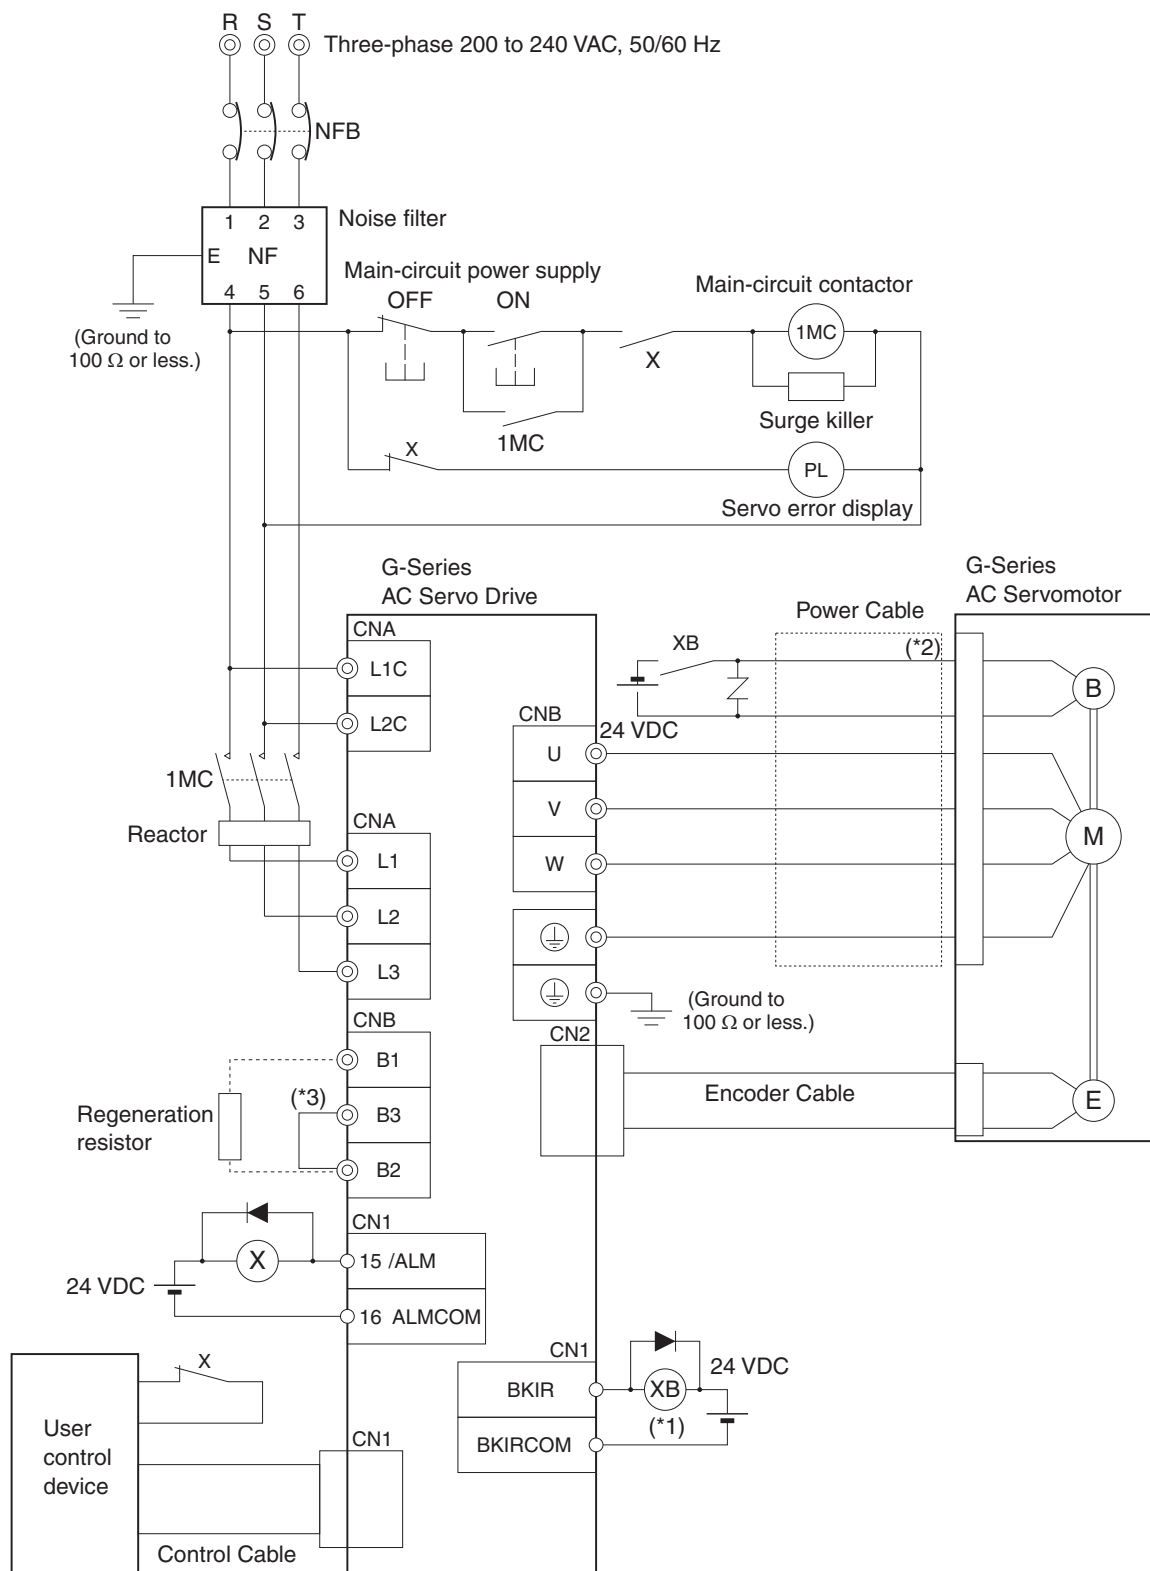 R S T
Three-phase 200 to 240 VAC, 50/60 Hz
NFB
1 2 3
Noise filter
E NF
4 5 6
(Ground to
100 Ω or less.)
Main-circuit power supply
OFF ON
Main-circuit contactor
1MC
X
Surge killer
1MC
X
PL
Servo error display
G-Series
AC Servo Drive
G-Series
AC Servomotor
Power Cable
CNA
L1C
L2C
XB
(*2)
B
24 VDC
CNB
U
V
W
M
1MC
Reactor
CNA
L1
L2
L3
(Ground to
100 Ω or less.)
CN2
Encoder Cable
E
CNB
B1
(*3)
B3
B2
Regeneration
resistor
CN1
X
15 /ALM
24 VDC
16 ALMCOM
CN1
24 VDC
BKIR
XB
(*1)
BKIRCOM
X
User
control
device
CN1
Control Cable